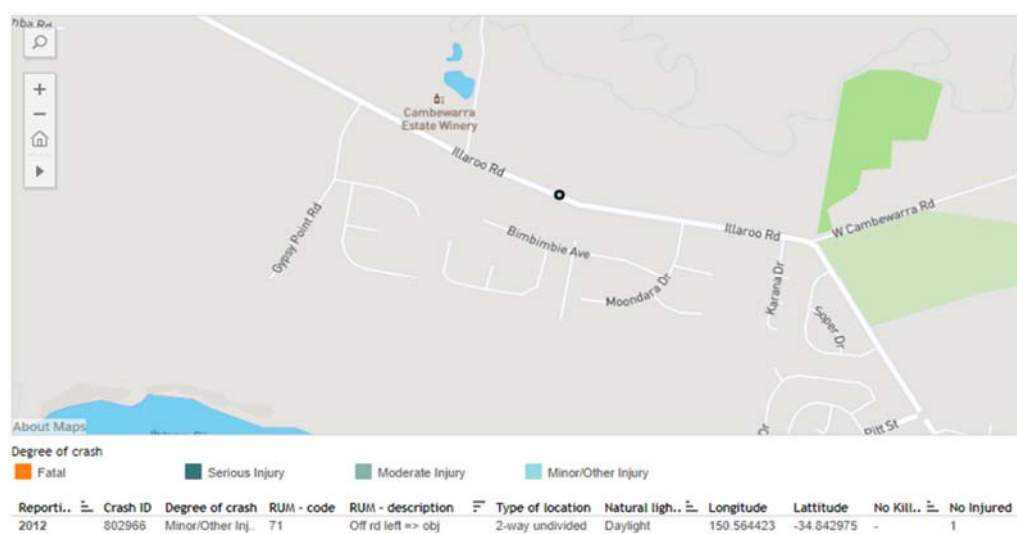 nba Rd
Cambewarra
Estate Winery
Illaroo Rd
Illaroo Rd
W Cambewarra Rd
Gypsy Point Rd
Bimbimbie Ave
Moondara Dr
Karana Dr
Soper Dr
Dr
Pitt St
About Maps
Degree of crash
Fatal Serious Injury Moderate Injury Minor/Other Injury
Reporti.. Crash ID Degree of crash RUM - code RUM - description Type of location Natural ligh.. Longitude Lattitude No Kill.. No Injured
2012 802966 Minor/Other Inj.. 71 Off rd left => obj 2-way undivided Daylight 150.564423 -34.842975 - 1